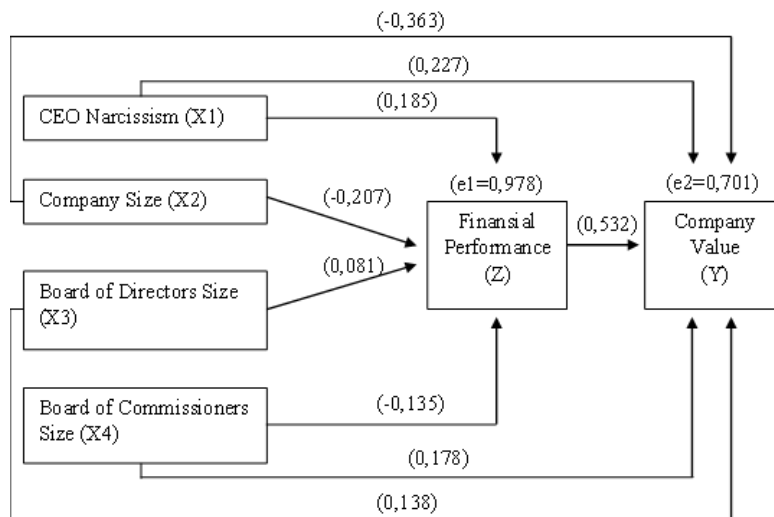 (-0,363)
(0,227)
CEO Narcissism (X1)
(0,185)
Company Size (X2)
(-0,207)
(e1=0,978)
(e2=0,701)
Finansial
Performance
(Z)
(0,532)
Company
Value
(Y)
Board of Directors Size
(X3)
(0,081)
Board of Commissioners
Size (X4)
(-0,135)
(0,178)
(0,138)